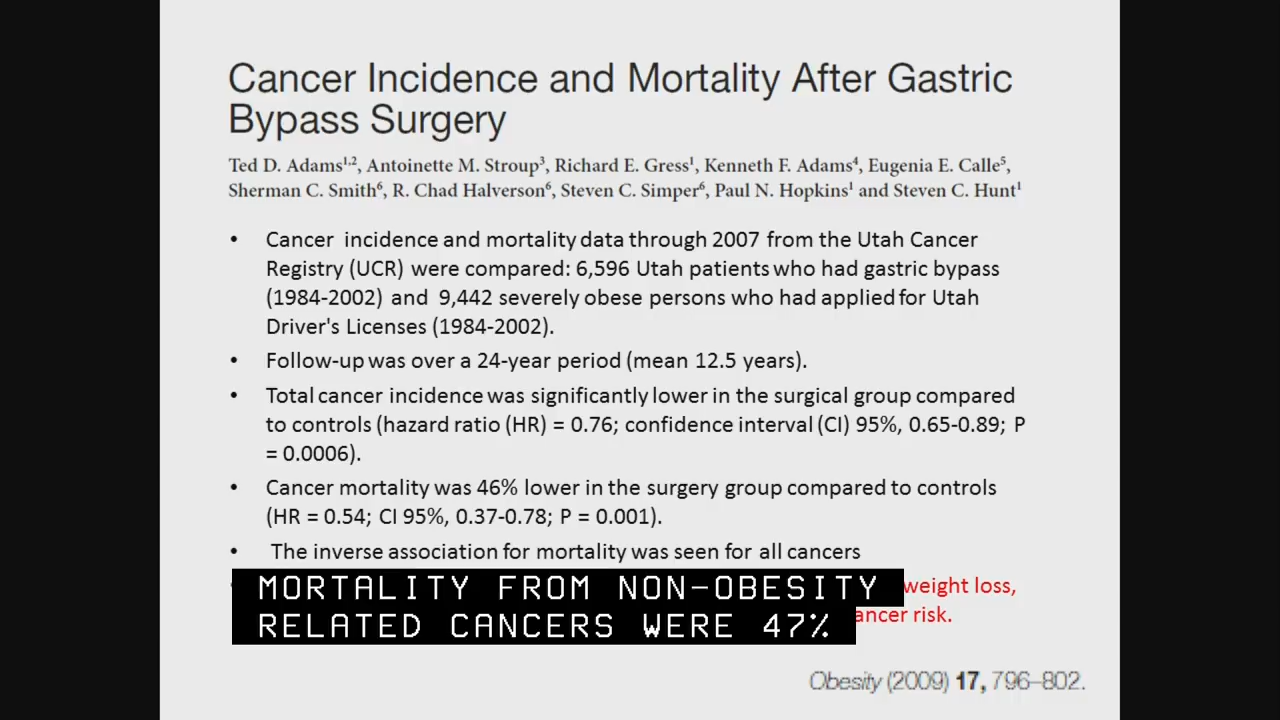 Cancer Incidence and Mortality After Gastric
Bypass Surgery
Ted D. Adams1,2, Antoinette M. Stroup3, Richard E. Gress1, Kenneth F. Adams4, Eugenia E. Calle5,
Sherman C. Smith6, R. Chad Halverson6, Steven C. Simper6, Paul N. Hopkins1 and Steven C. Hunt1
• Cancer incidence and mortality data through 2007 from the Utah Cancer
Registry (UCR) were compared: 6,596 Utah patients who had gastric bypass
(1984-2002) and 9,442 severely obese persons who had applied for Utah
Driver's Licenses (1984-2002).
• Follow-up was over a 24-year period (mean 12.5 years).
• Total cancer incidence was significantly lower in the surgical group compared
to controls (hazard ratio (HR) = 0.76; confidence interval (CI) 95%, 0.65-0.89; P
= 0.0006).
• Cancer mortality was 46% lower in the surgery group compared to controls
(HR = 0.54; CI 95%, 0.37-0.78; P = 0.001).
• The inverse association for mortality was seen for all cancers
MORTALITY FROM NON-OBESITY weight loss,
RELATED CANCERS WERE 47% ancer risk.
Obesity (2009) 17, 796–802.